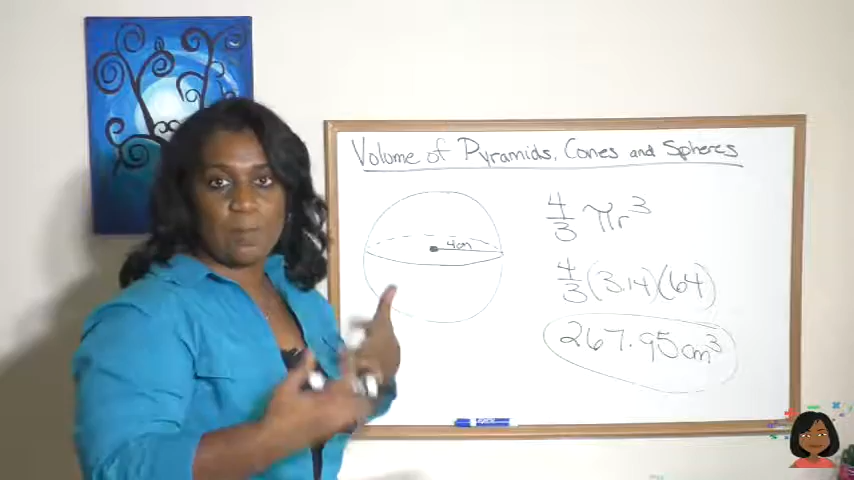 Volume of Pyramids, Cones and Spheres
4cm
4/3 πr³
4/3 (3.14)(64)
267.95cm³